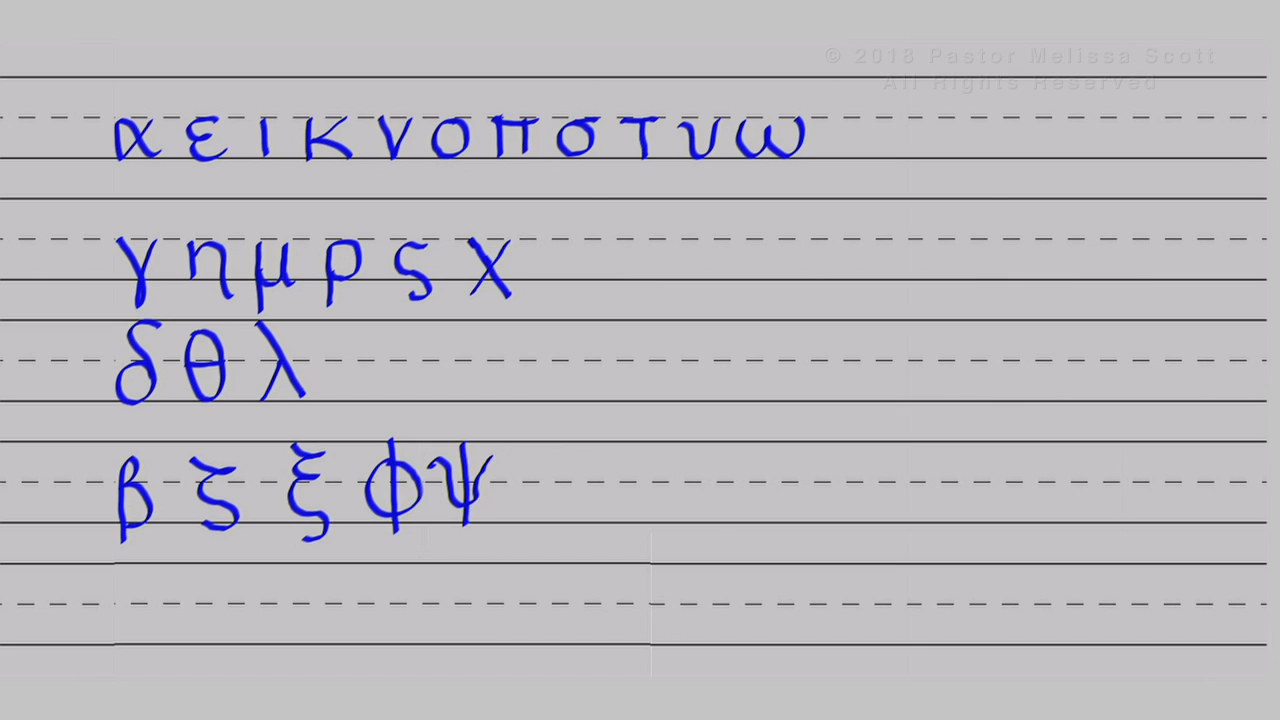 © 2018 Pastor Melissa Scott
All Rights Reserved
α ε ι κ ν ο π σ τ υ ω
γ η μ ρ ς χ
δ θ λ
β ζ ξ φ ψ